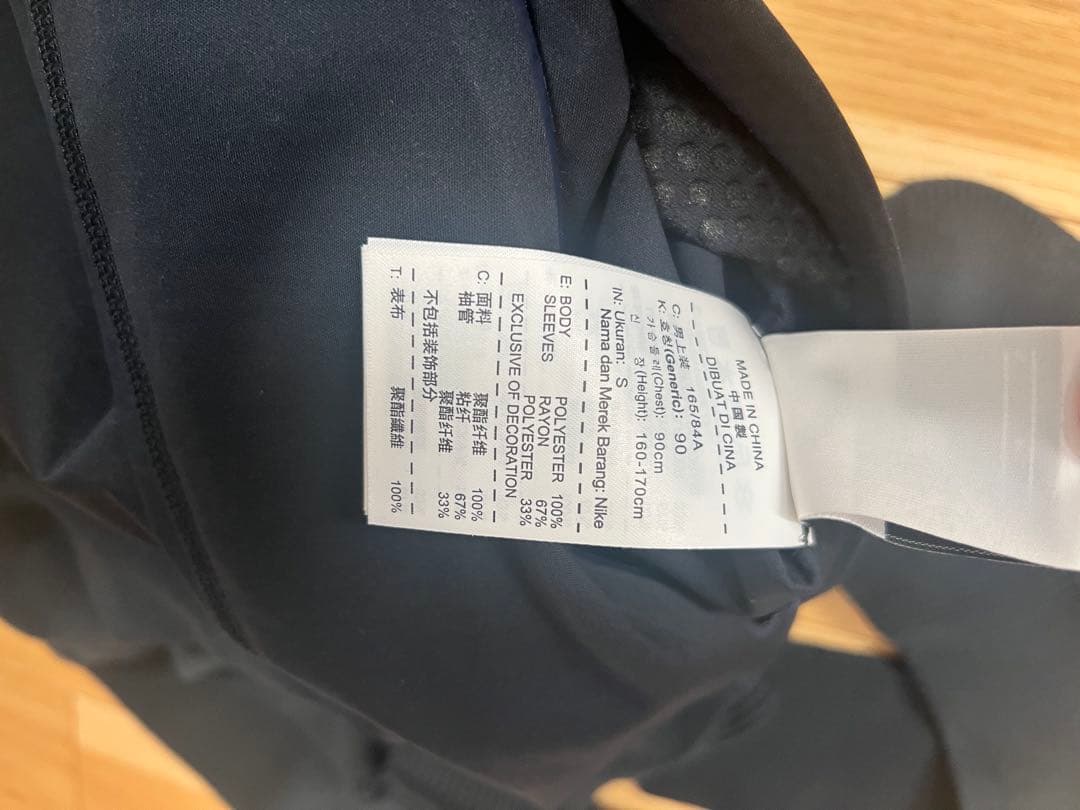 MADE IN CHINA
中国製
DIBUAT DI CINA
C: 男上装 165/84A
K: 호칭(Generic): 90
가슴둘레(Chest): 90cm
신 장(Height): 160-170cm
IN: Ukuran: S
Nama dan Merek Barang: Nike
E: BODY POLYESTER 100%
SLEEVES RAYON 67%
POLYESTER 33%
EXCLUSIVE OF DECORATION
C: 面料 聚酯纤维 100%
袖管 粘纤 67%
聚酯纤维 33%
不包括装饰部分
T: 表布 聚酯纖維 100%